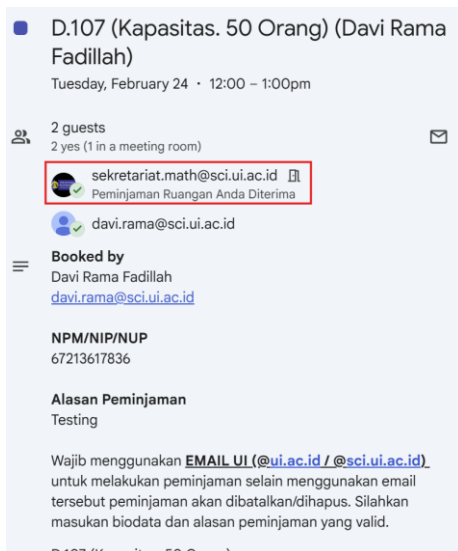 D.107 (Kapasitas. 50 Orang) (Davi Rama
Fadillah)
Tuesday, February 24 · 12:00 – 1:00pm
2 guests
2 yes (1 in a meeting room)
sekretariat.math@sci.ui.ac.id
Peminjaman Ruangan Anda Diterima
davi.rama@sci.ui.ac.id
Booked by
Davi Rama Fadillah
davi.rama@sci.ui.ac.id
NPM/NIP/NUP
67213617836
Alasan Peminjaman
Testing
Wajib menggunakan EMAIL UI (@ui.ac.id / @sci.ui.ac.id)
untuk melakukan peminjaman selain menggunakan email
tersebut peminjaman akan dibatalkan/dihapus. Silahkan
masukan biodata dan alasan peminjaman yang valid.
D.107 (Kapasitas. 50 Orang)